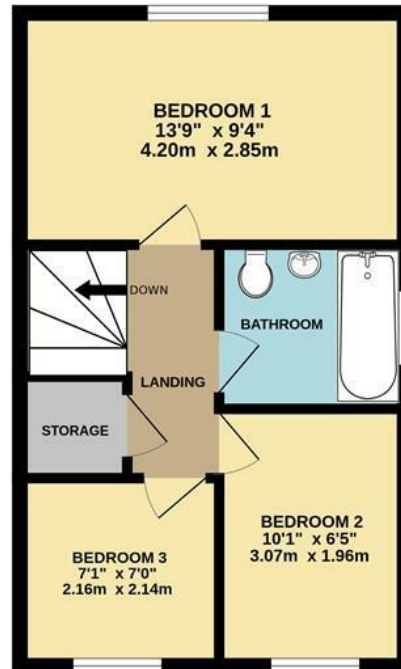 BEDROOM 1
13'9" x 9'4"
4.20m x 2.85m
DOWN
BATHROOM
LANDING
STORAGE
BEDROOM 2
10'1" x 6'5"
3.07m x 1.96m
BEDROOM 3
7'1" x 7'0"
2.16m x 2.14m